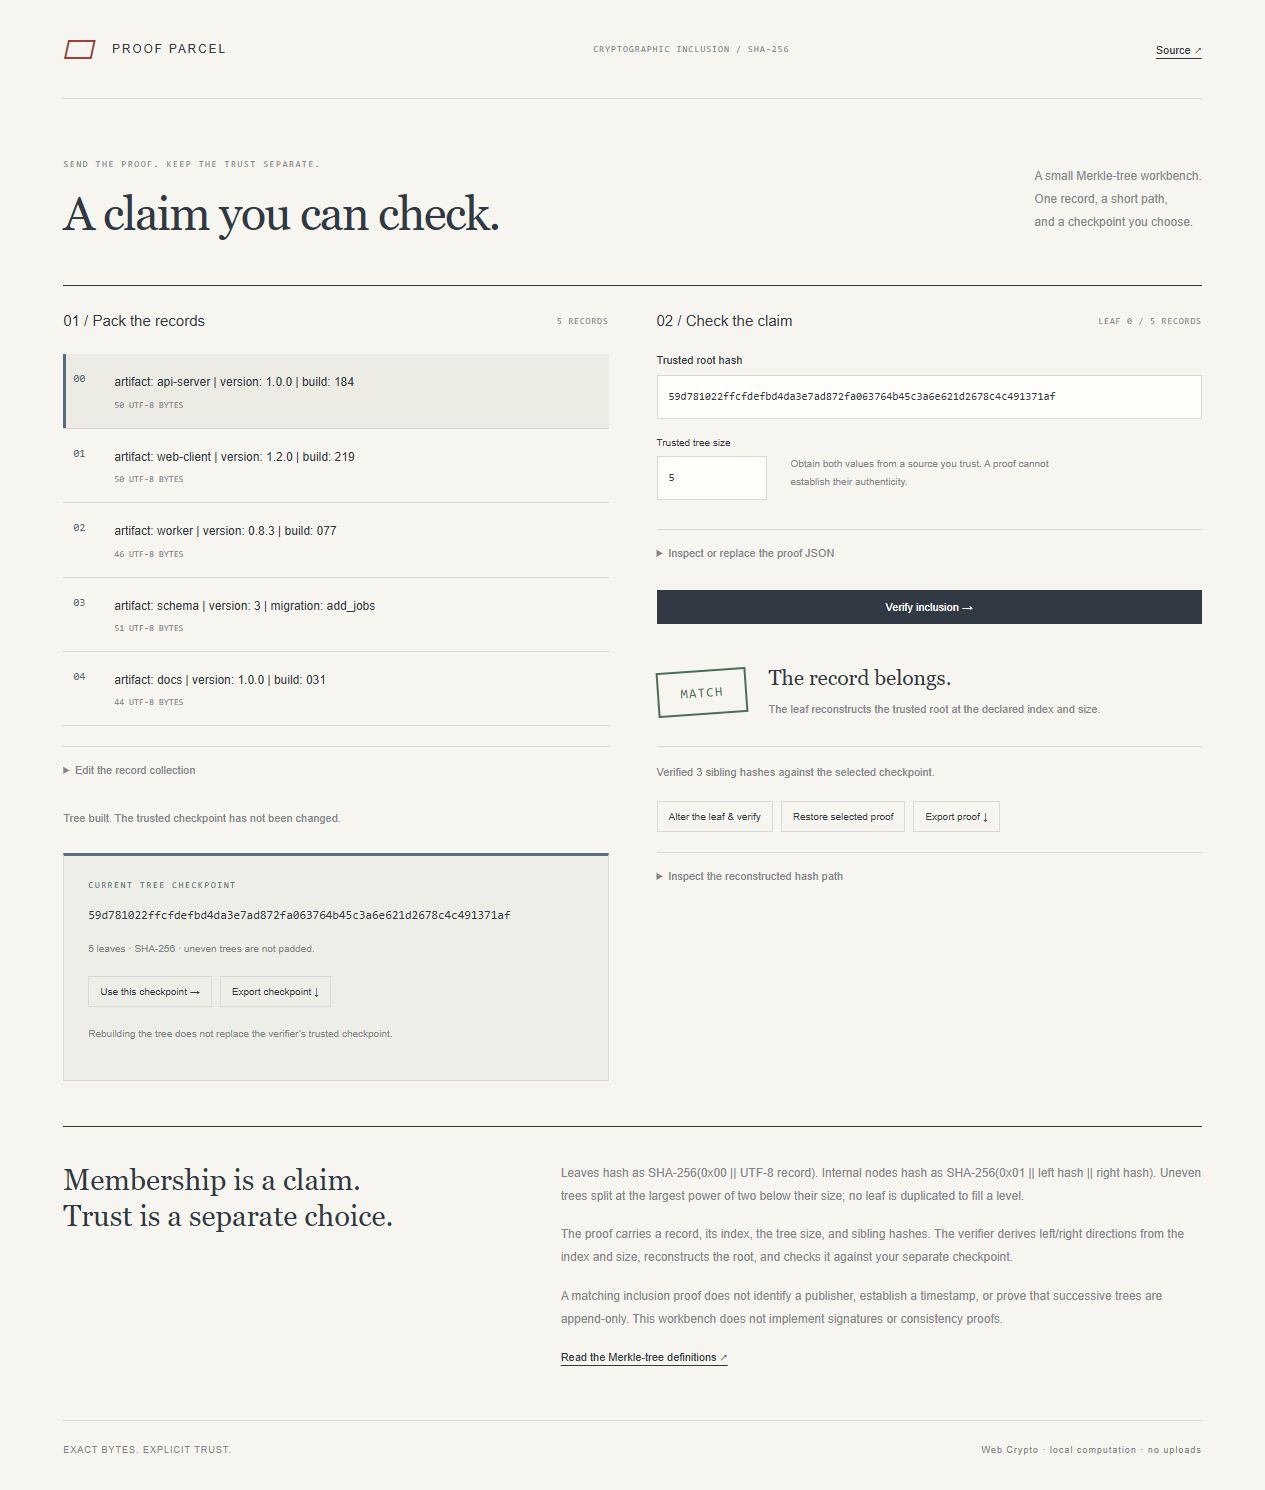 PROOF PARCEL
CRYPTOGRAPHIC INCLUSION / SHA-256
Source ↗
SEND THE PROOF. KEEP THE TRUST SEPARATE.
A claim you can check.
A small Merkle-tree workbench.
One record, a short path,
and a checkpoint you choose.
01 / Pack the records
5 RECORDS
00
artifact: api-server | version: 1.0.0 | build: 184
50 UTF-8 BYTES
01
artifact: web-client | version: 1.2.0 | build: 219
50 UTF-8 BYTES
02
artifact: worker | version: 0.8.3 | build: 077
46 UTF-8 BYTES
03
artifact: schema | version: 3 | migration: add_jobs
51 UTF-8 BYTES
04
artifact: docs | version: 1.0.0 | build: 031
44 UTF-8 BYTES
▶ Edit the record collection
Tree built. The trusted checkpoint has not been changed.
CURRENT TREE CHECKPOINT
59d781022ffcfdefbd4da3e7ad872fa063764b45c3a6e621d2678c4c491371af
5 leaves · SHA-256 · uneven trees are not padded.
Use this checkpoint →
Export checkpoint ↓
Rebuilding the tree does not replace the verifier's trusted checkpoint.
02 / Check the claim
LEAF 0 / 5 RECORDS
Trusted root hash
59d781022ffcfdefbd4da3e7ad872fa063764b45c3a6e621d2678c4c491371af
Trusted tree size
5
Obtain both values from a source you trust. A proof cannot
establish their authenticity.
▶ Inspect or replace the proof JSON
Verify inclusion →
MATCH
The record belongs.
The leaf reconstructs the trusted root at the declared index and size.
Verified 3 sibling hashes against the selected checkpoint.
Alter the leaf & verify
Restore selected proof
Export proof ↓
▶ Inspect the reconstructed hash path
Membership is a claim.
Trust is a separate choice.
Leaves hash as SHA-256(0x00 || UTF-8 record). Internal nodes hash as SHA-256(0x01 || left hash || right hash). Uneven
trees split at the largest power of two below their size; no leaf is duplicated to fill a level.
The proof carries a record, its index, the tree size, and sibling hashes. The verifier derives left/right directions from the
index and size, reconstructs the root, and checks it against your separate checkpoint.
A matching inclusion proof does not identify a publisher, establish a timestamp, or prove that successive trees are
append-only. This workbench does not implement signatures or consistency proofs.
Read the Merkle-tree definitions ↗
EXACT BYTES. EXPLICIT TRUST.
Web Crypto · local computation · no uploads